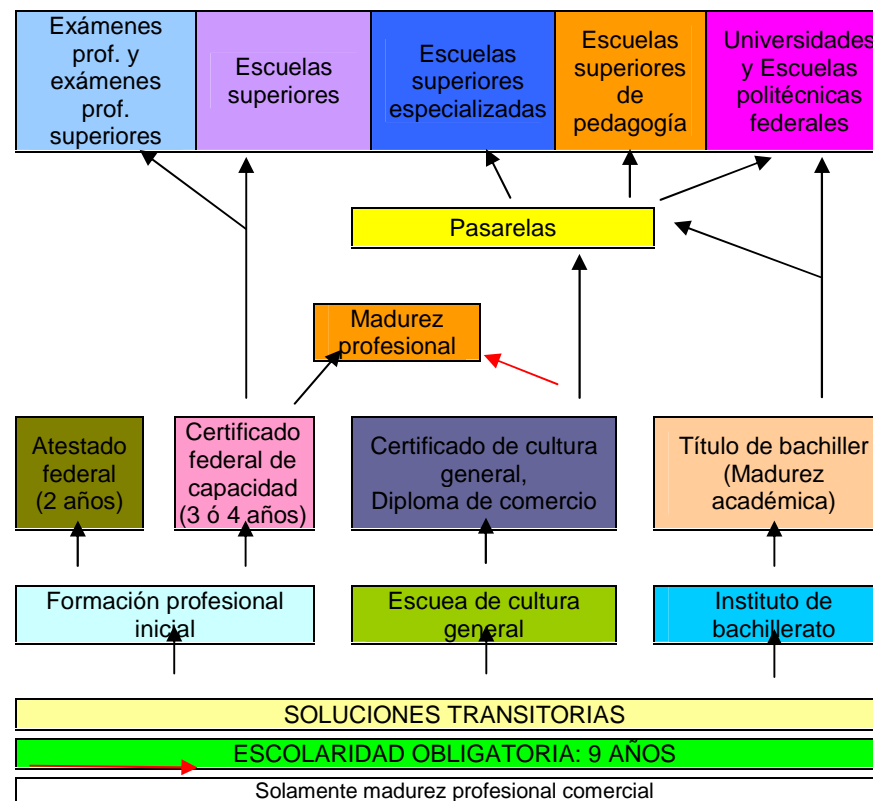 Exámenes
prof. y
exámenes
prof.
superiores
Escuelas
superiores
Escuelas
superiores
especializadas
Escuelas
superiores
de
pedagogía
Universidades
y Escuelas
politécnicas
federales
Pasarelas
Madurez
profesional
Atestado
federal
(2 años)
Certificado
federal de
capacidad
(3 ó 4 años)
Certificado de cultura
general,
Diploma de comercio
Título de bachiller
(Madurez
académica)
Formación profesional
inicial
Escuea de cultura
general
Instituto de
bachillerato
SOLUCIONES TRANSITORIAS
ESCOLARIDAD OBLIGATORIA: 9 AÑOS
Solamente madurez profesional comercial